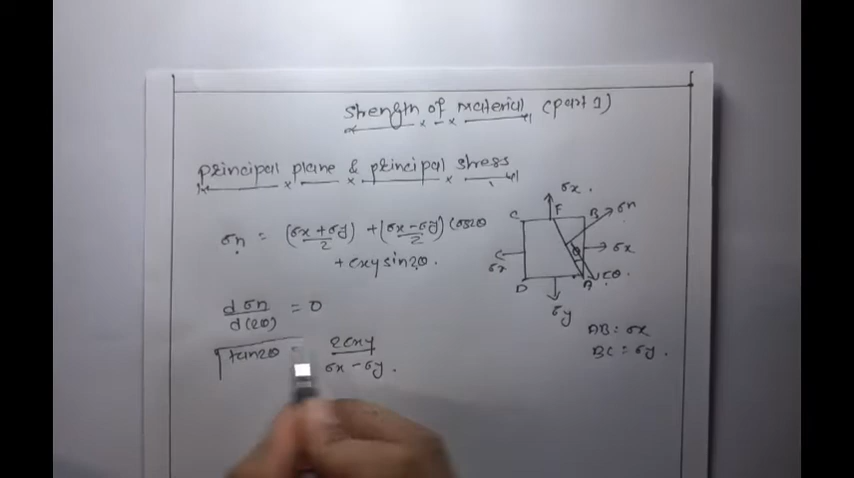 Strength of material (part 1)
principal plane & principal stress
σn = (σx + σy)/2 + (σx - σy)/2 Cos2θ
+ τxy sin2θ.
dσn/d(2θ) = 0
tan2θ = 2τxy/(σx - σy).
σx.
C F B σn
θ σx
σx
D A τθ.
σy
AB : σx
BC = σy.